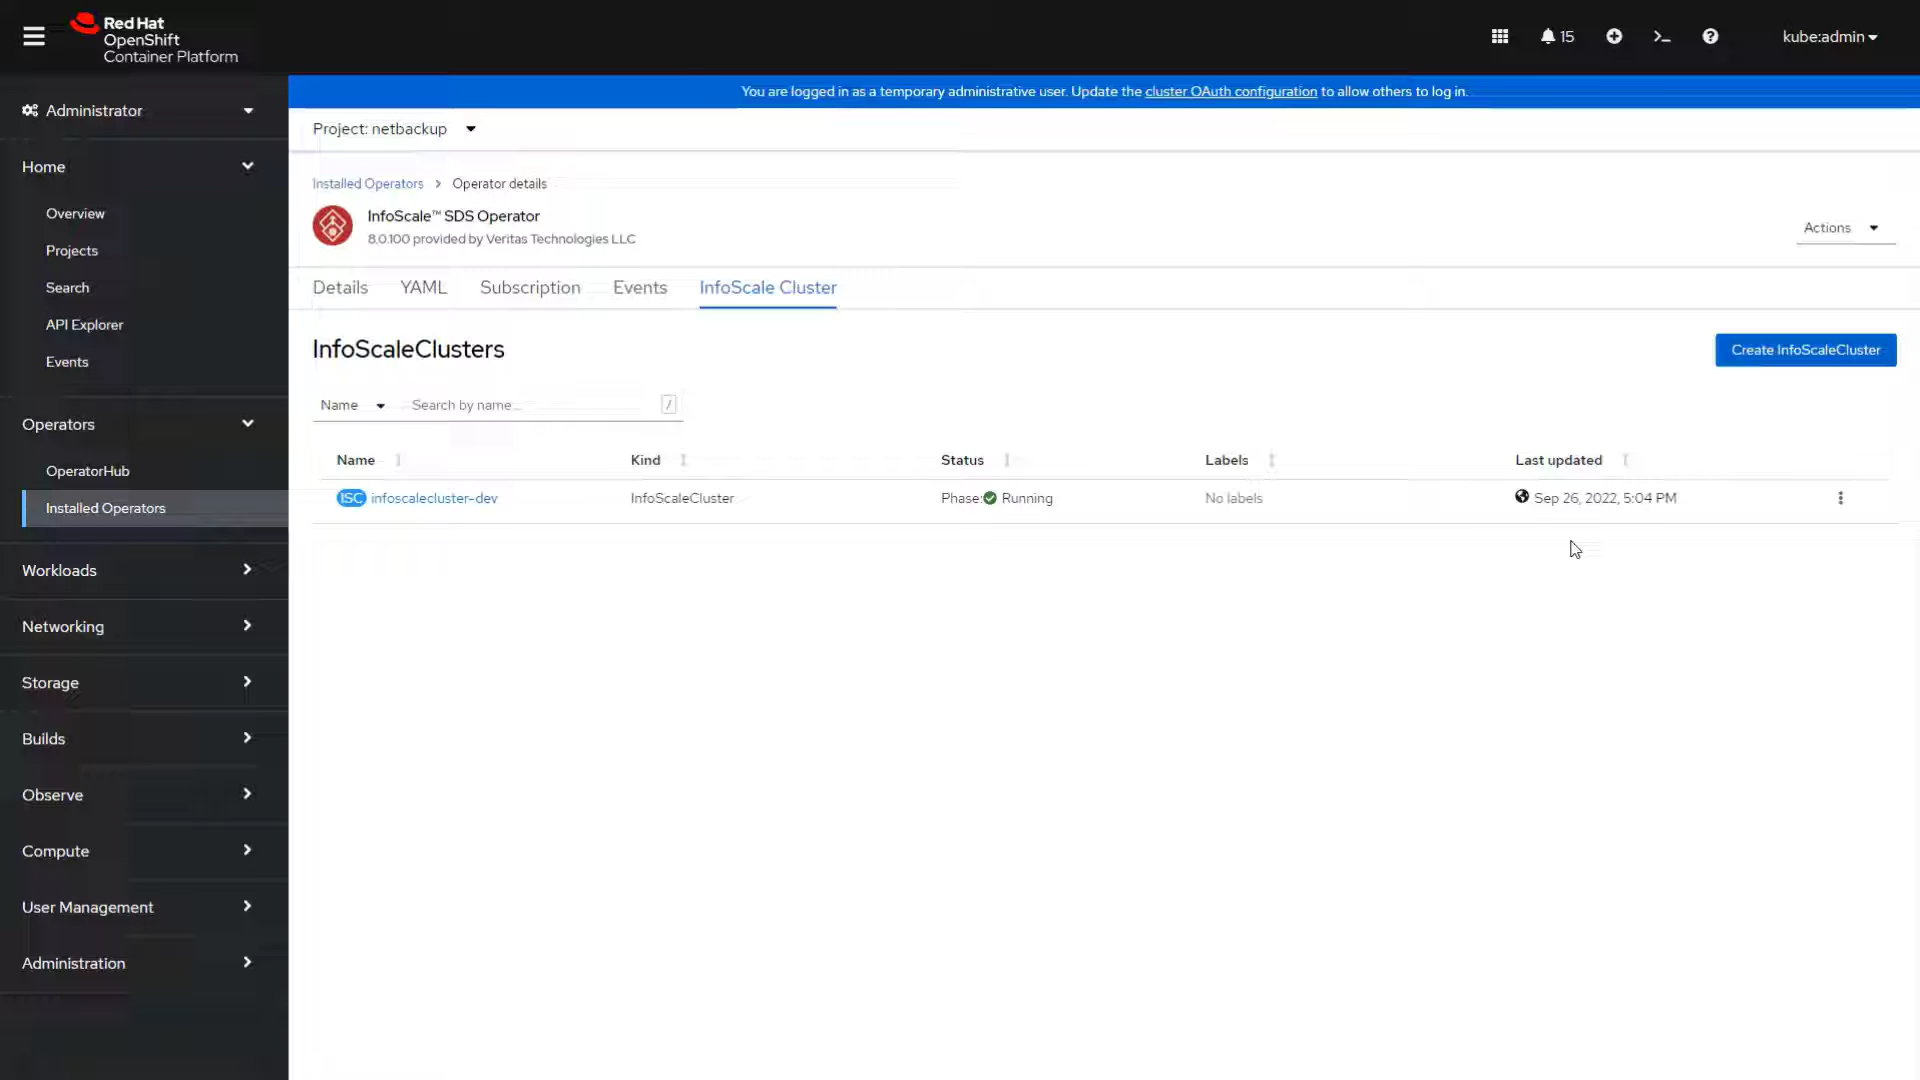 Red Hat
OpenShift
Container Platform
15
kube:admin
Administrator
You are logged in as a temporary administrative user. Update the cluster OAuth configuration to allow others to log in.
Project: netbackup
Home
Overview
Projects
Search
API Explorer
Events
Operators
OperatorHub
Installed Operators
Workloads
Networking
Storage
Builds
Observe
Compute
User Management
Administration
Installed Operators > Operator details
InfoScale™ SDS Operator
8.0.100 provided by Veritas Technologies LLC
Actions
Details YAML Subscription Events InfoScale Cluster
InfoScaleClusters
Create InfoScaleCluster
Name Search by name... /
Name Kind Status Labels Last updated
ISC infoscalecluster-dev InfoScaleCluster Phase: Running No labels Sep 26, 2022, 5:04 PM